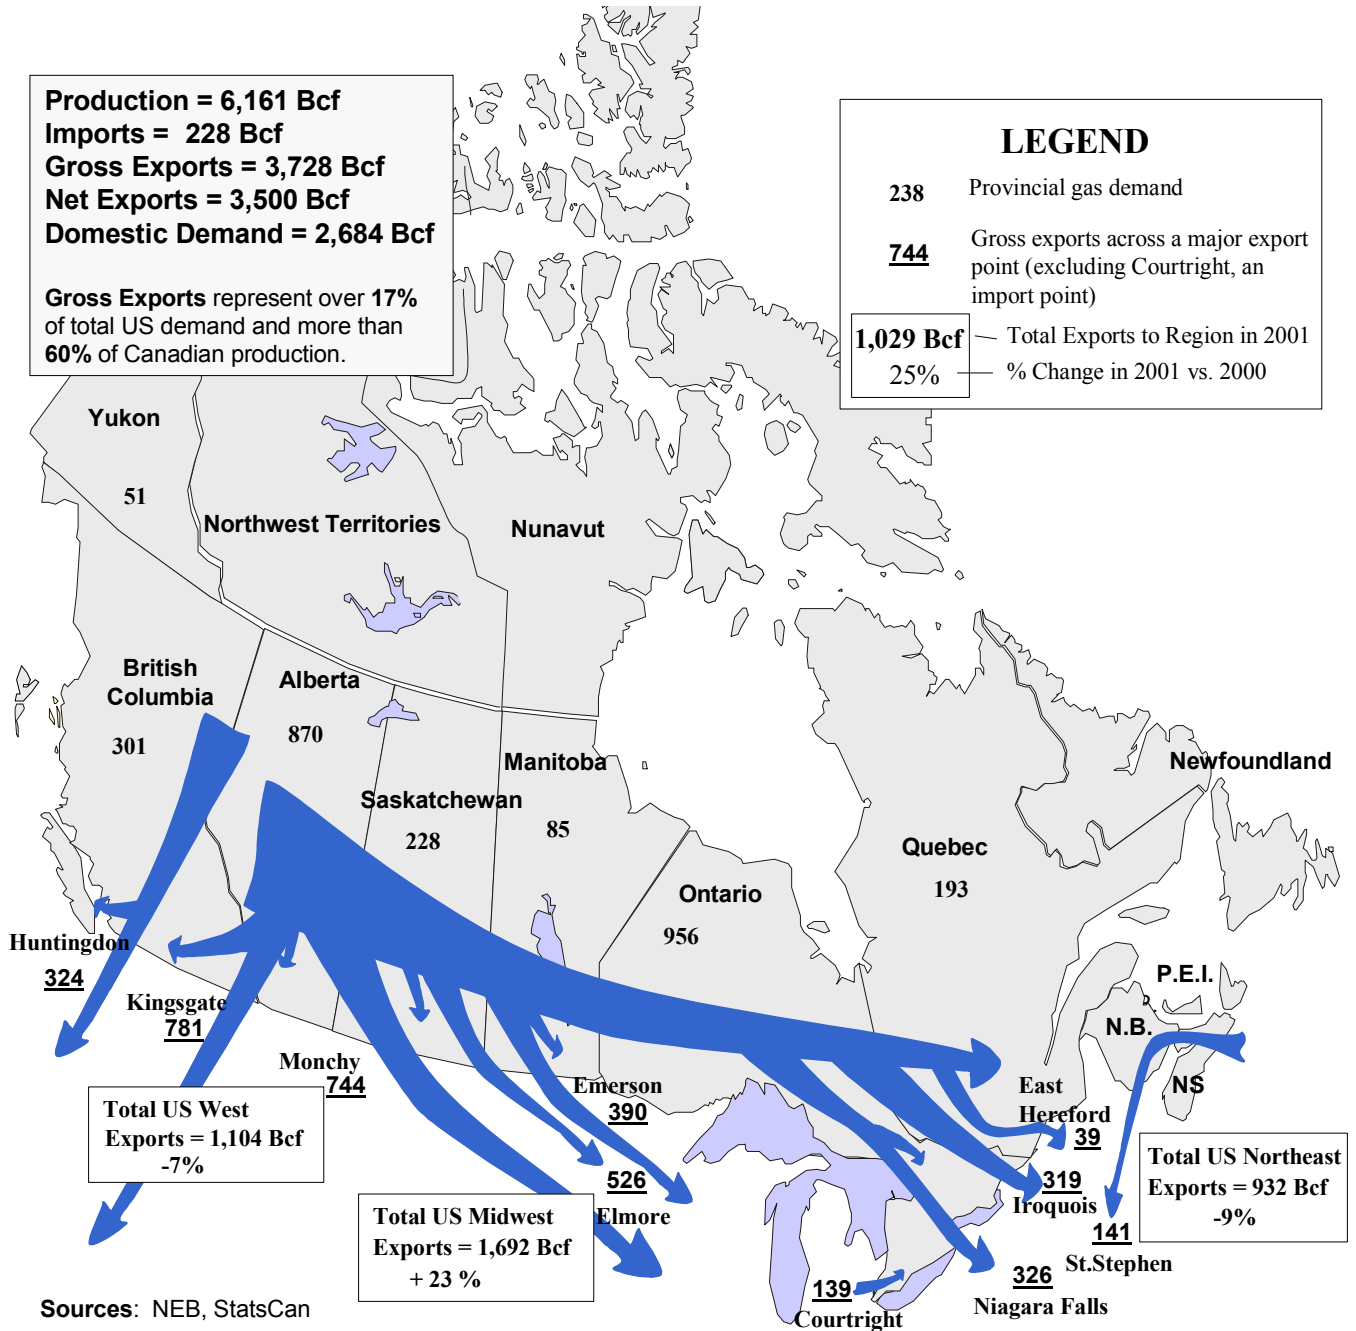 Production = 6,161 Bcf
Imports = 228 Bcf
Gross Exports = 3,728 Bcf
Net Exports = 3,500 Bcf
Domestic Demand = 2,684 Bcf
Gross Exports represent over 17%
of total US demand and more than
60% of Canadian production.
LEGEND
238 Provincial gas demand
744 Gross exports across a major export
point (excluding Courtright, an
import point)
1,029 Bcf Total Exports to Region in 2001
25% % Change in 2001 vs. 2000
Yukon
51
Northwest Territories
Nunavut
British
Columbia
301
Alberta
870
Saskatchewan
228
Manitoba
85
Ontario
956
Quebec
193
Newfoundland
P.E.I.
N.B.
NS
Huntingdon
324
Kingsgate
781
Monchy
744
Emerson
390
526
Elmore
East
Hereford
39
319
Iroquois
141
St.Stephen
326
Niagara Falls
139
Courtright
Total US West
Exports = 1,104 Bcf
-7%
Total US Midwest
Exports = 1,692 Bcf
+ 23 %
Total US Northeast
Exports = 932 Bcf
-9%
Sources: NEB, StatsCan